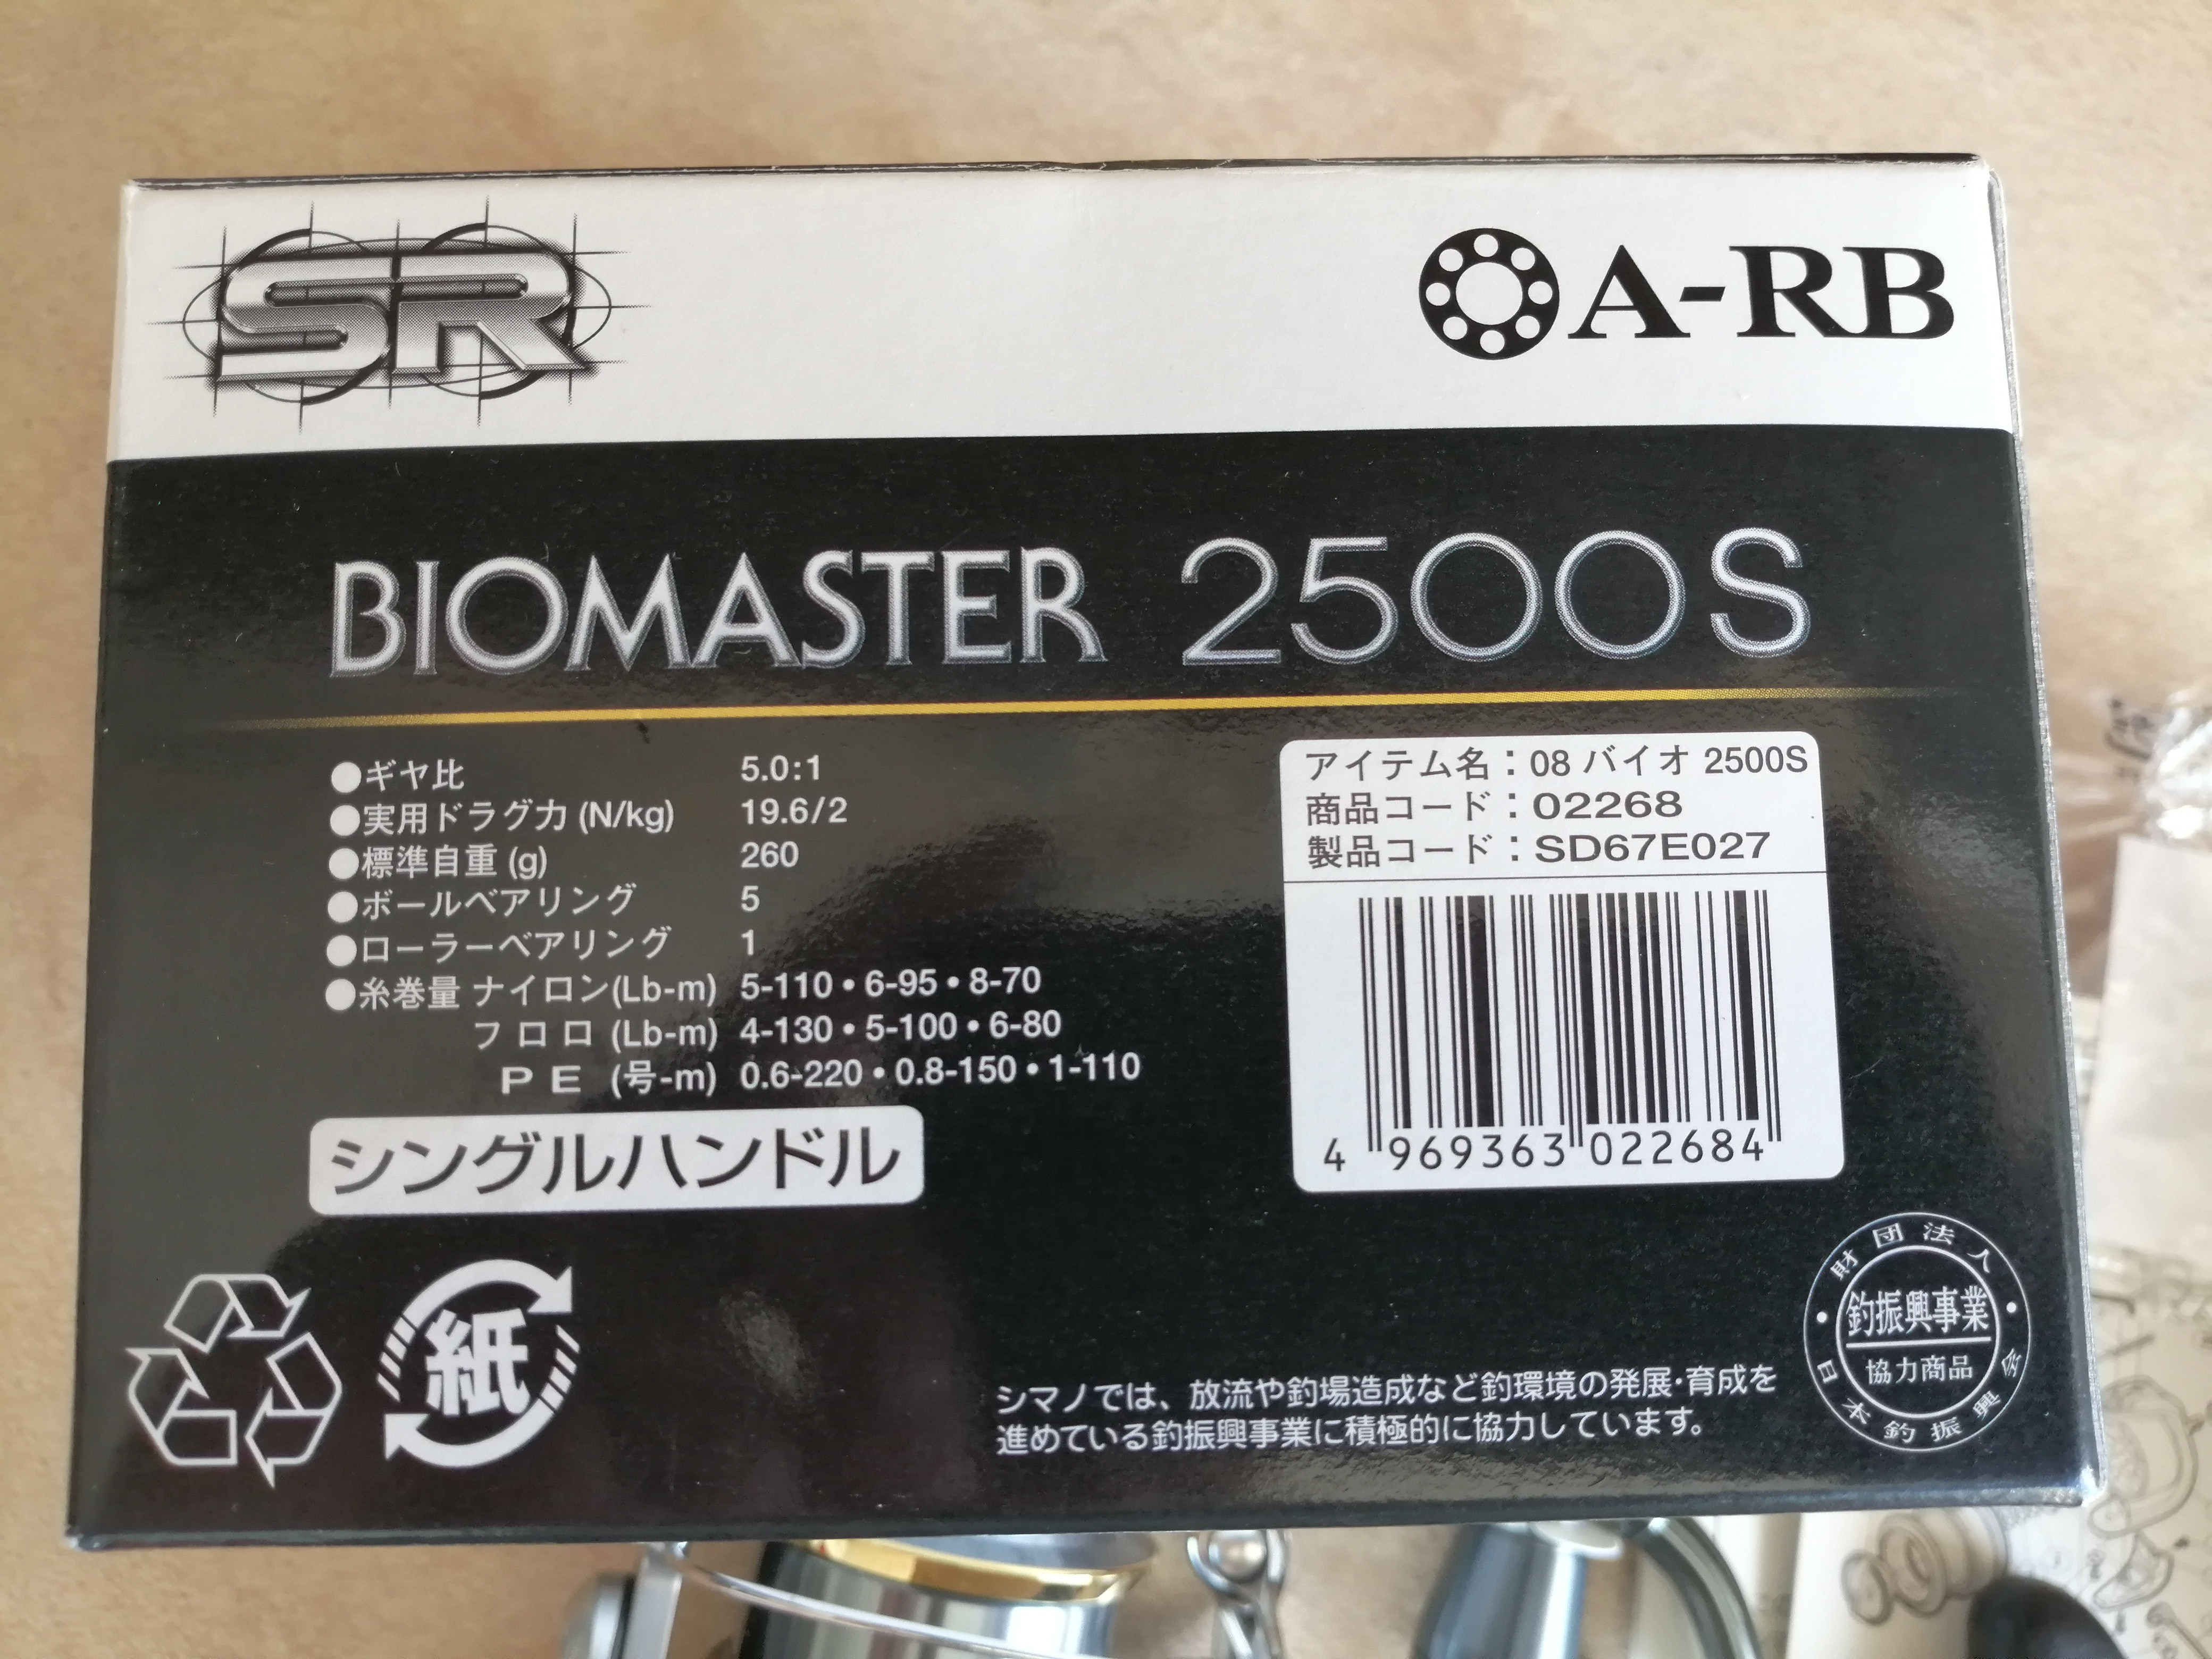 SR
A-RB
BIOMASTER 2500S
●ギヤ比 5.0:1
●実用ドラグ力 (N/kg) 19.6/2
●標準自重 (g) 260
●ボールベアリング 5
●ローラーベアリング 1
●糸巻量 ナイロン(Lb-m) 5-110・6-95・8-70
フロロ (Lb-m) 4-130・5-100・6-80
PE (号-m) 0.6-220・0.8-150・1-110
シングルハンドル
アイテム名：08 バイオ 2500S
商品コード：02268
製品コード：SD67E027
4 969363 022684
紙
シマノでは、放流や釣場造成など釣環境の発展・育成を
進めている釣振興事業に積極的に協力しています。
財団法人
釣振興事業
協力商品
日本釣振興会